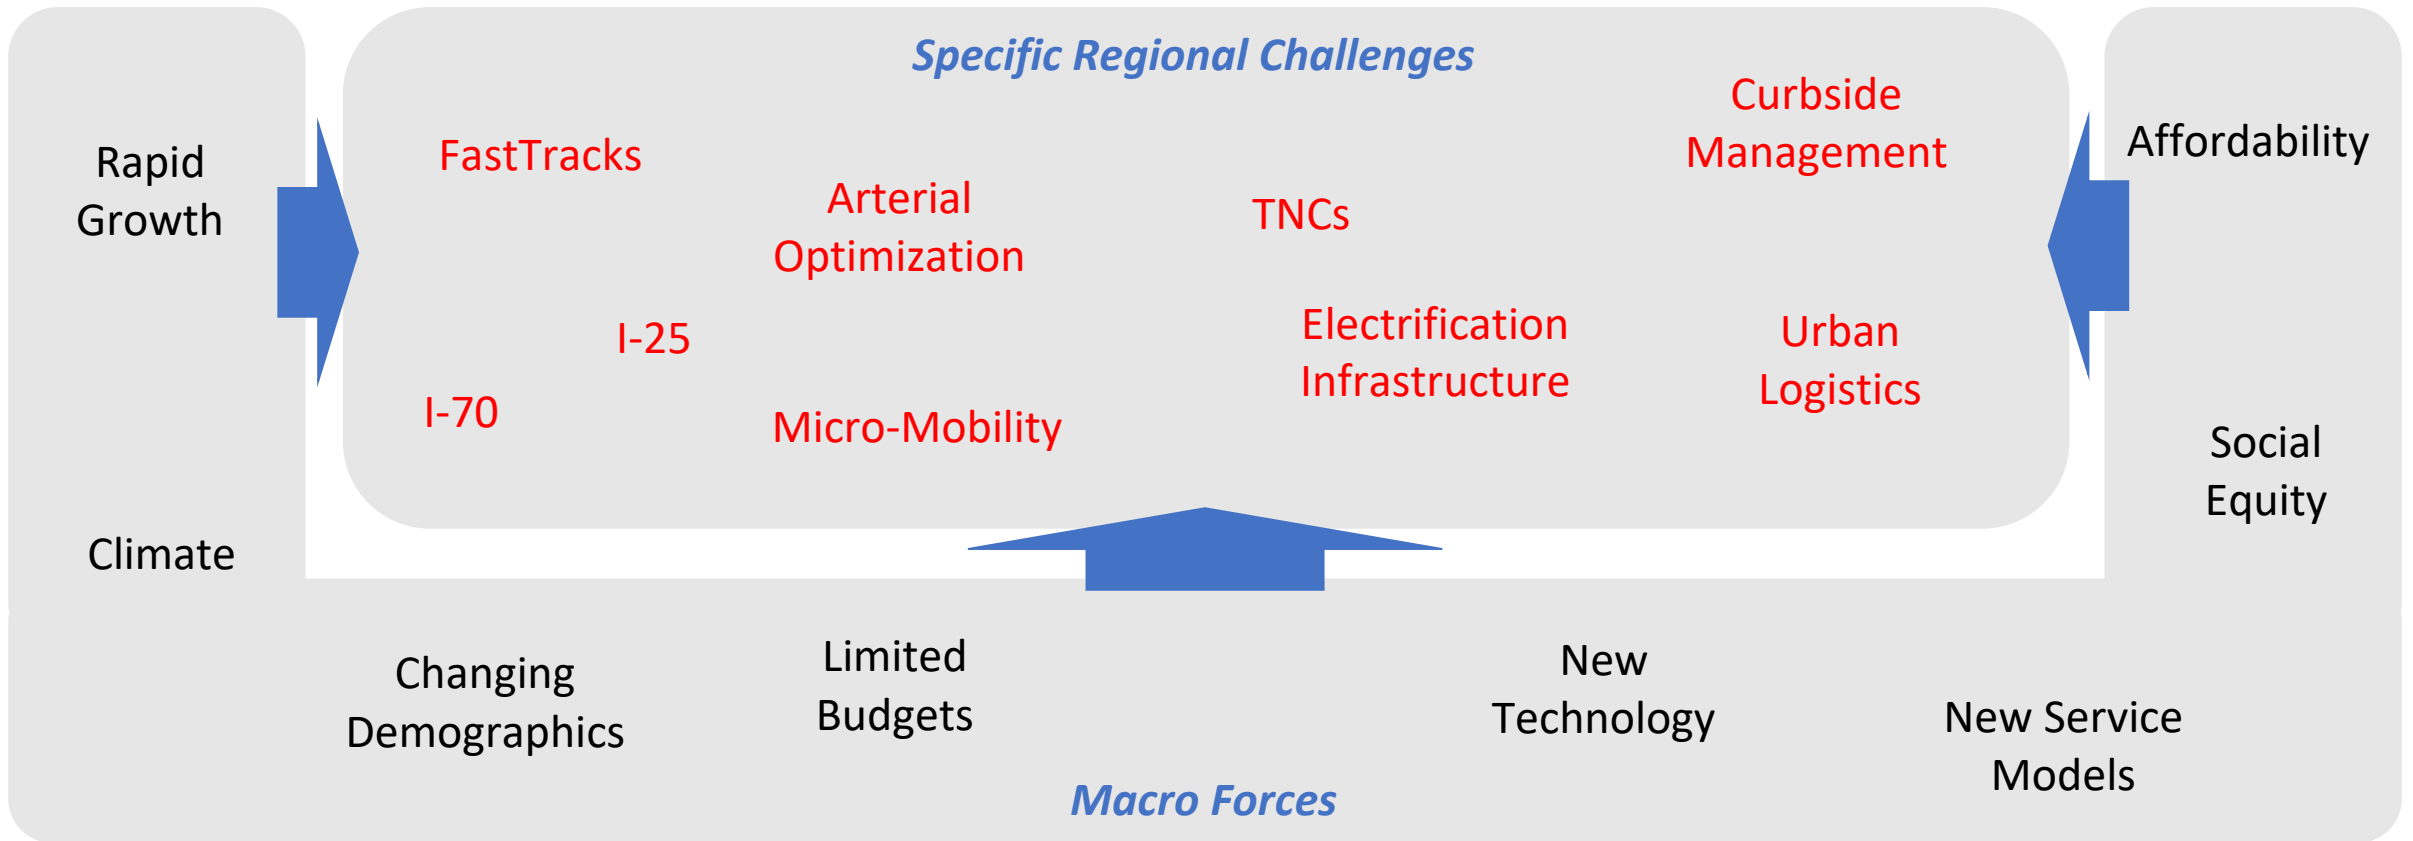 Specific Regional Challenges
Rapid
Growth
Climate
FastTracks
Arterial
Optimization
I-25
I-70
Micro-Mobility
TNCs
Electrification
Infrastructure
Curbside
Management
Urban
Logistics
Affordability
Social
Equity
Changing
Demographics
Limited
Budgets
New
Technology
New Service
Models
Macro Forces